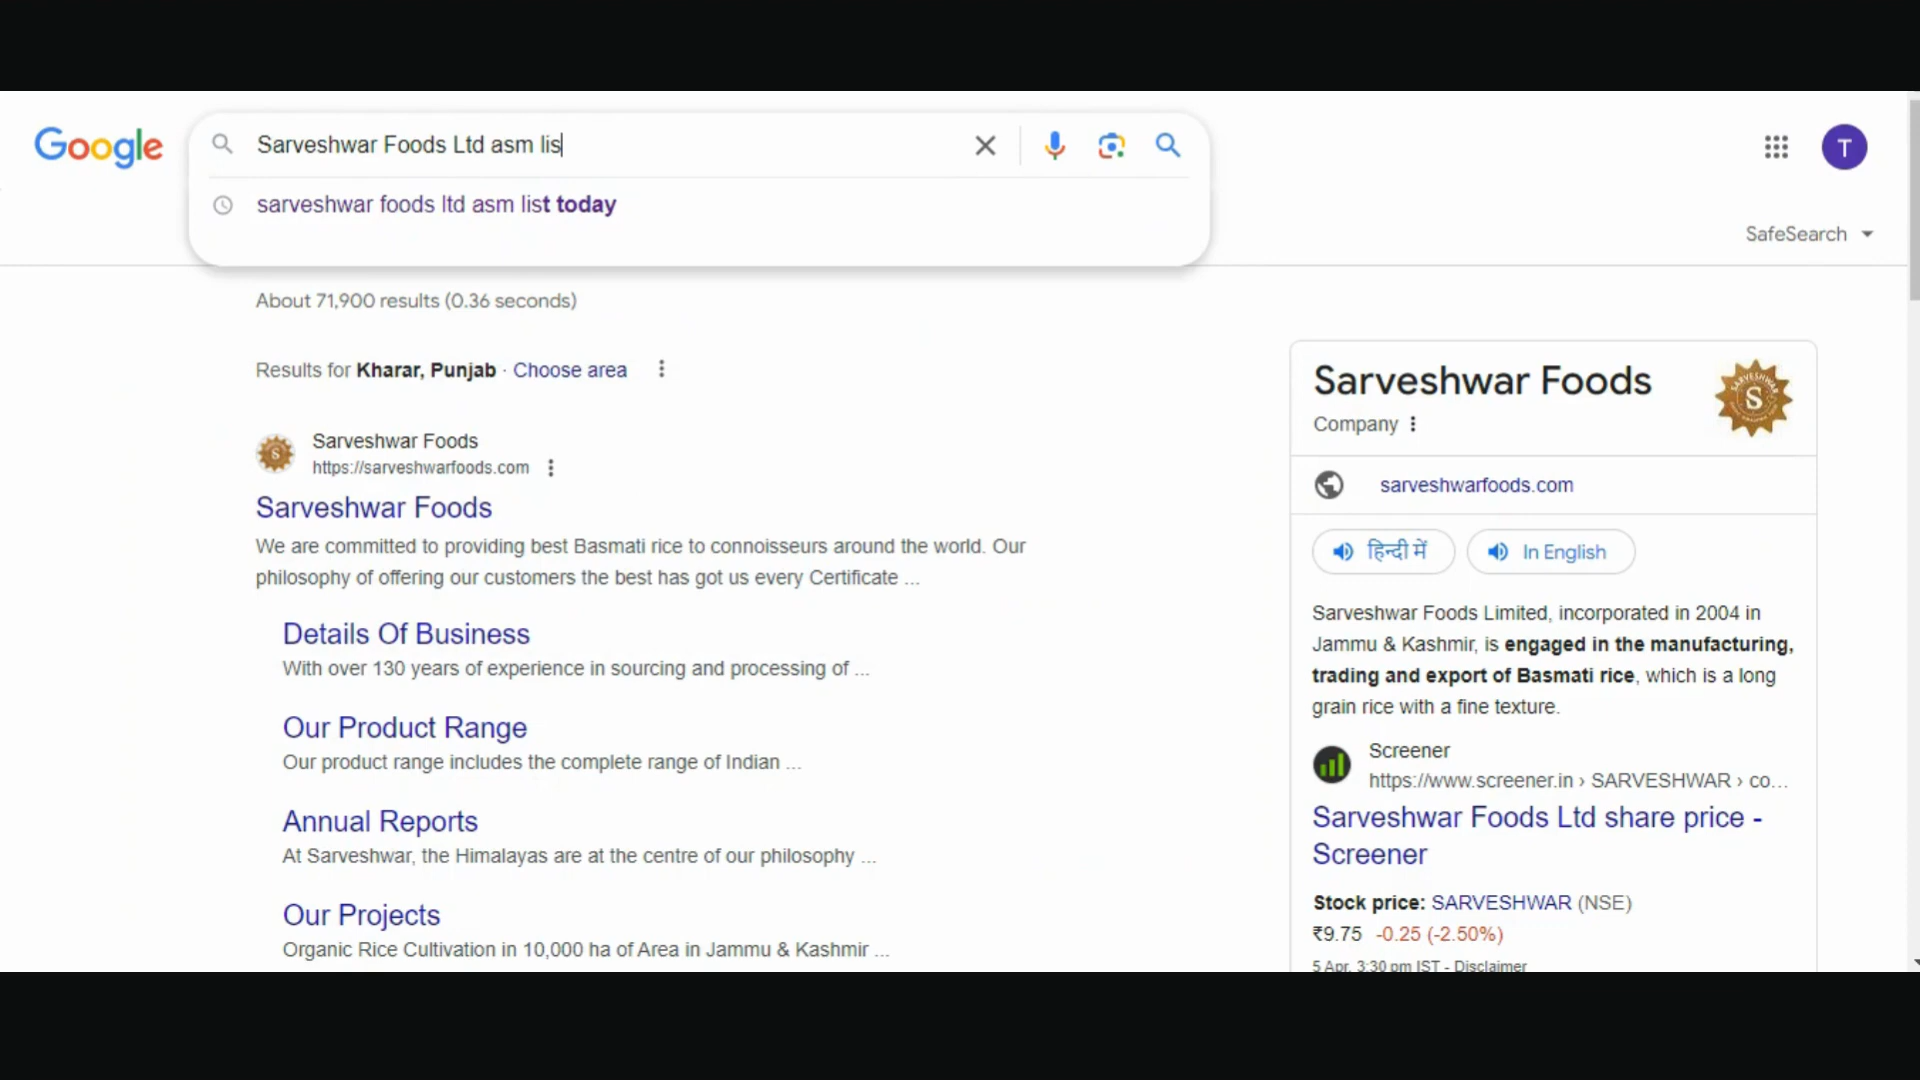 Google
Sarveshwar Foods Ltd asm lis
sarveshwar foods ltd asm list today
T
SafeSearch
About 71,900 results (0.36 seconds)
Results for Kharar, Punjab · Choose area
Sarveshwar Foods
https://sarveshwarfoods.com
Sarveshwar Foods
We are committed to providing best Basmati rice to connoisseurs around the world. Our
philosophy of offering our customers the best has got us every Certificate ...
Details Of Business
With over 130 years of experience in sourcing and processing of ...
Our Product Range
Our product range includes the complete range of Indian ...
Annual Reports
At Sarveshwar, the Himalayas are at the centre of our philosophy ...
Our Projects
Organic Rice Cultivation in 10,000 ha of Area in Jammu & Kashmir ...
Sarveshwar Foods
SARVESHWAR
S
Company
sarveshwarfoods.com
हिन्दी में
In English
Sarveshwar Foods Limited, incorporated in 2004 in
Jammu & Kashmir, is engaged in the manufacturing,
trading and export of Basmati rice, which is a long
grain rice with a fine texture.
Screener
https://www.screener.in › SARVESHWAR › co...
Sarveshwar Foods Ltd share price -
Screener
Stock price: SARVESHWAR (NSE)
₹9.75 -0.25 (-2.50%)
5 Apr, 3:30 pm IST - Disclaimer